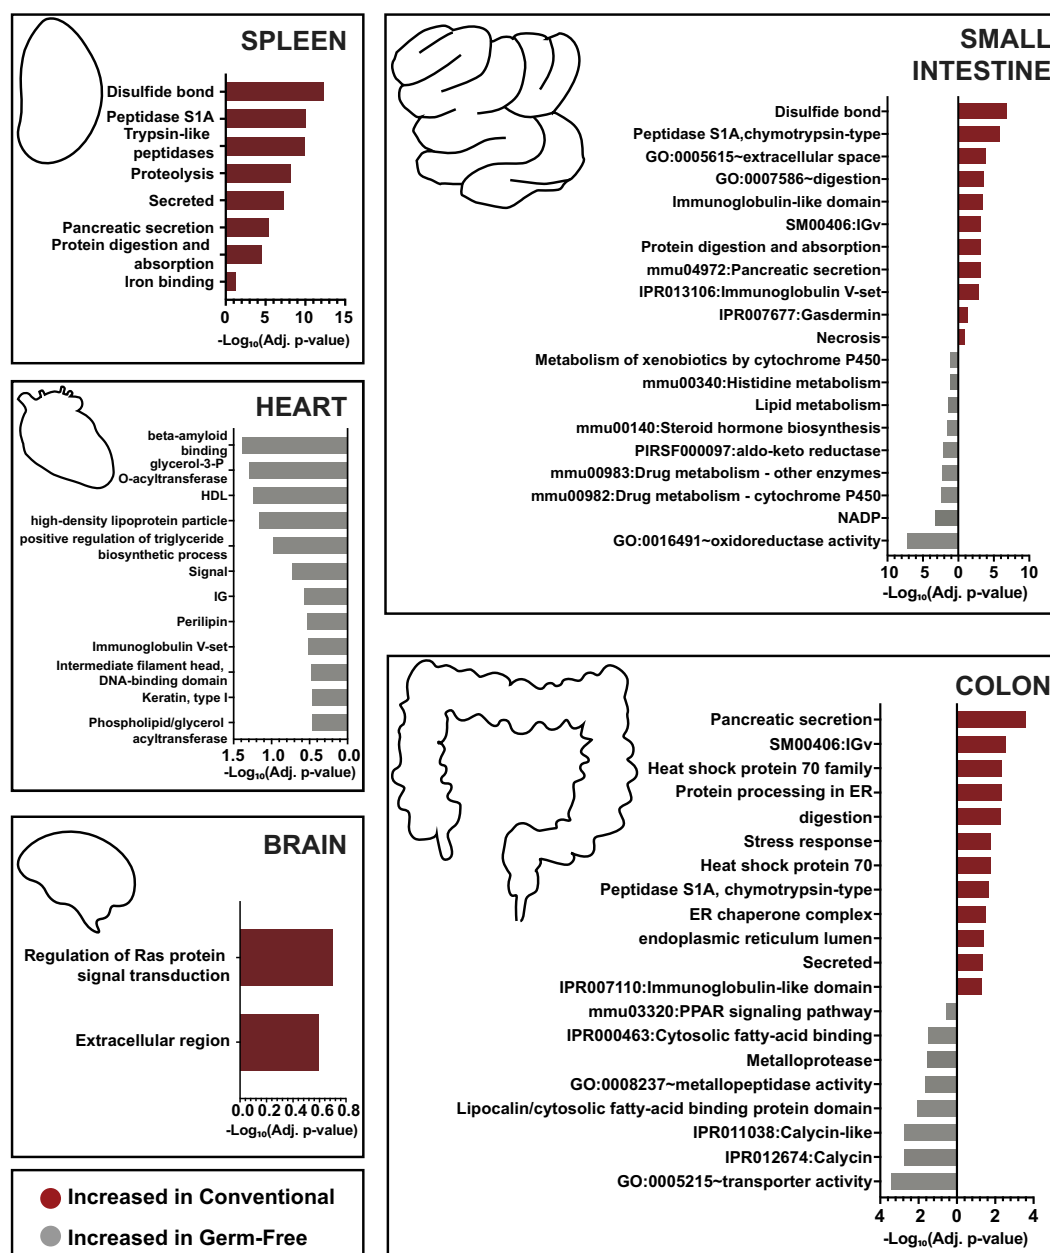 SPLEEN
Disulfide bond
Peptidase S1A
Trypsin-like
peptidases
Proteolysis
Secreted
Pancreatic secretion
Protein digestion and
absorption
Iron binding
0 5 10 15
-Log₁₀(Adj. p-value)
HEART
beta-amyloid
binding
glycerol-3-P
O-acyltransferase
HDL
high-density lipoprotein particle
positive regulation of triglyceride
biosynthetic process
Signal
IG
Perilipin
Immunoglobulin V-set
Intermediate filament head,
DNA-binding domain
Keratin, type I
Phospholipid/glycerol
acyltransferase
1.5 1.0 0.5 0.0
-Log₁₀(Adj. p-value)
BRAIN
Regulation of Ras protein
signal transduction
Extracellular region
0.0 0.2 0.4 0.6 0.8
-Log₁₀(Adj. p-value)
Increased in Conventional
Increased in Germ-Free
SMALL
INTESTINE
Disulfide bond
Peptidase S1A,chymotrypsin-type
GO:0005615~extracellular space
GO:0007586~digestion
Immunoglobulin-like domain
SM00406:IGv
Protein digestion and absorption
mmu04972:Pancreatic secretion
IPR013106:Immunoglobulin V-set
IPR007677:Gasdermin
Necrosis
Metabolism of xenobiotics by cytochrome P450
mmu00340:Histidine metabolism
Lipid metabolism
mmu00140:Steroid hormone biosynthesis
PIRSF000097:aldo-keto reductase
mmu00983:Drug metabolism - other enzymes
mmu00982:Drug metabolism - cytochrome P450
NADP
GO:0016491~oxidoreductase activity
10 5 0 5 10
-Log₁₀(Adj. p-value)
COLON
Pancreatic secretion
SM00406:IGv
Heat shock protein 70 family
Protein processing in ER
digestion
Stress response
Heat shock protein 70
Peptidase S1A, chymotrypsin-type
ER chaperone complex
endoplasmic reticulum lumen
Secreted
IPR007110:Immunoglobulin-like domain
mmu03320:PPAR signaling pathway
IPR000463:Cytosolic fatty-acid binding
Metalloprotease
GO:0008237~metallopeptidase activity
Lipocalin/cytosolic fatty-acid binding protein domain
IPR011038:Calycin-like
IPR012674:Calycin
GO:0005215~transporter activity
4 2 0 2 4
-Log₁₀(Adj. p-value)